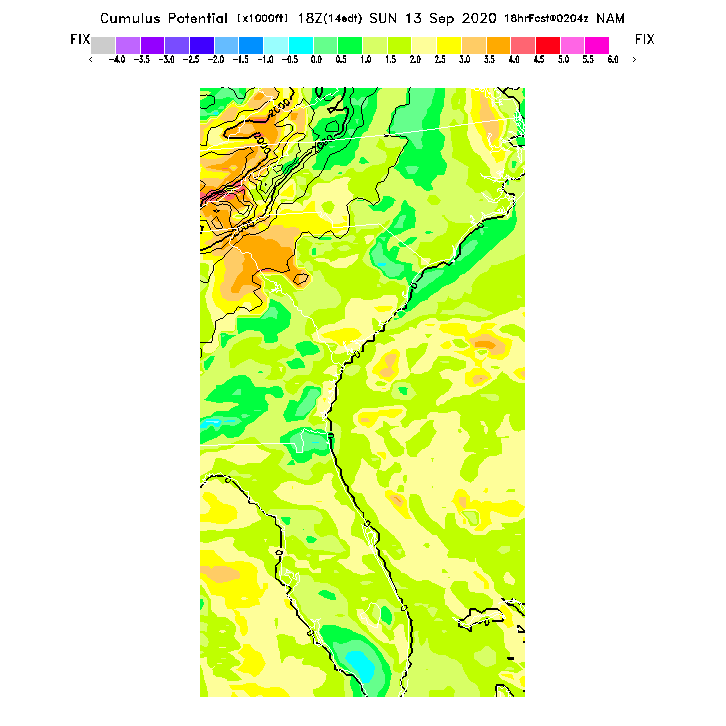 Cumulus Potential [x1000ft] 18Z(14edt) SUN 13 Sep 2020 18hrFcst@0204z NAM
FIX FIX
< -4.0 -3.5 -3.0 -2.5 -2.0 -1.5 -1.0 -0.5 0.0 0.5 1.0 1.5 2.0 2.5 3.0 3.5 4.0 4.5 5.0 5.5 6.0 >
2000
2000